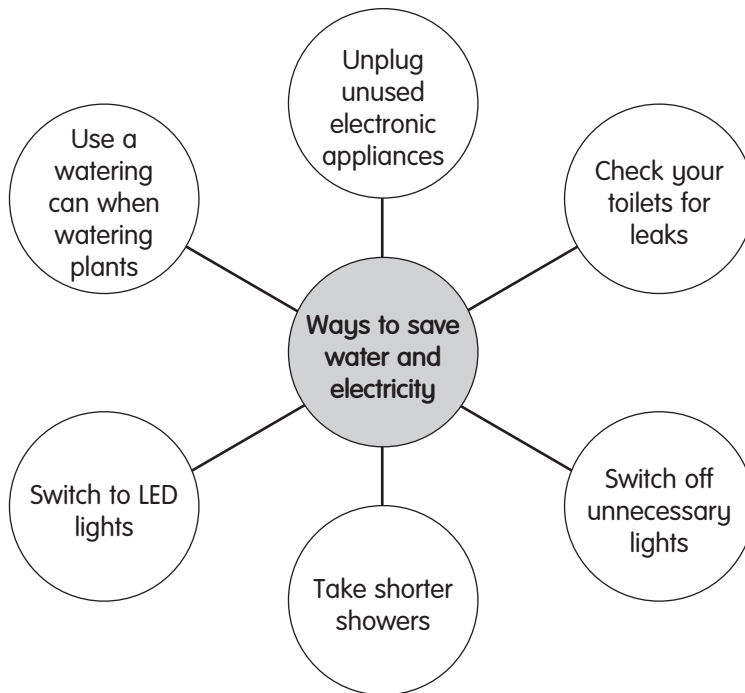 Unplug
unused
electronic
appliances
Use a
watering
can when
watering
plants
Check your
toilets for
leaks
Ways to save
water and
electricity
Switch to LED
lights
Switch off
unnecessary
lights
Take shorter
showers